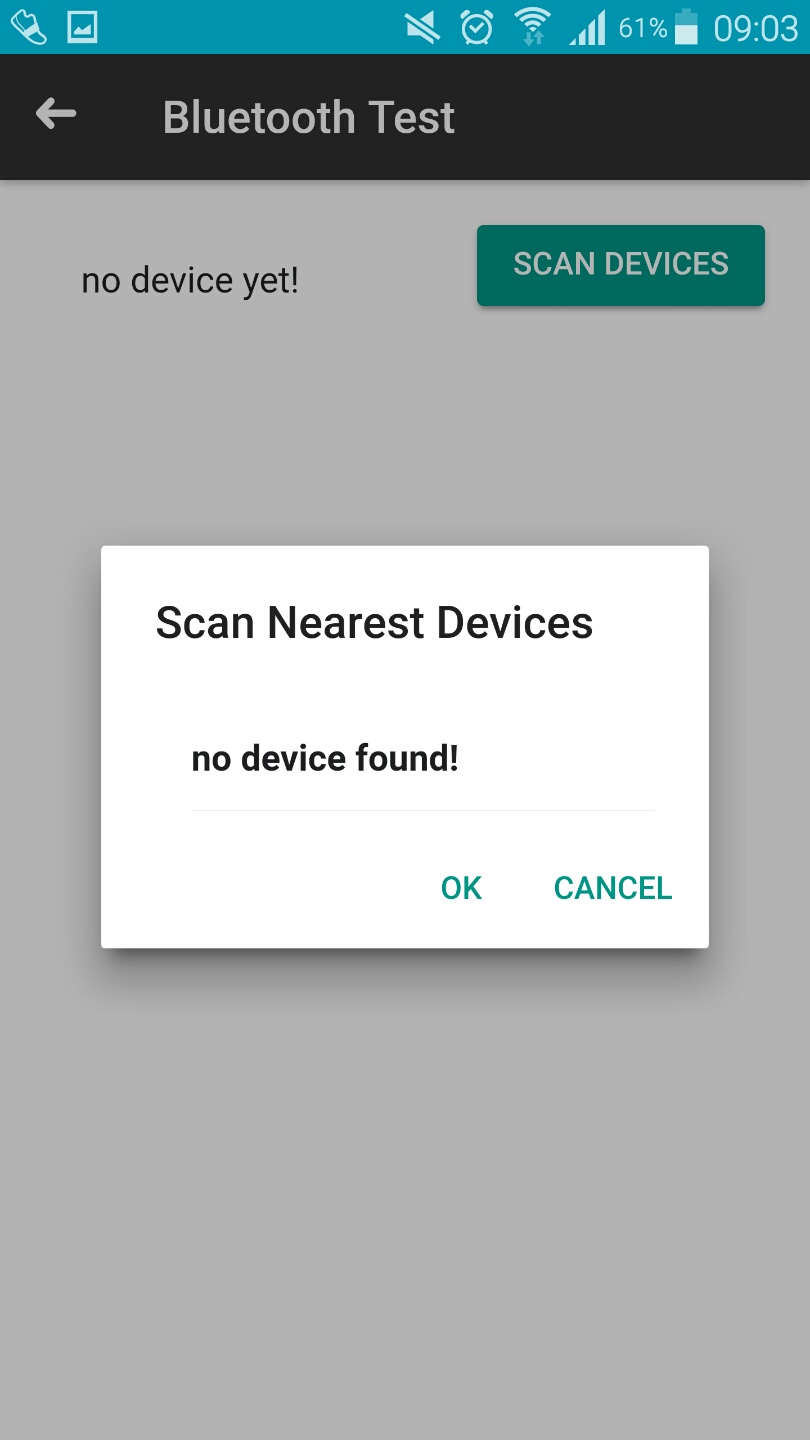 61% 09:03
Bluetooth Test
no device yet!
SCAN DEVICES
Scan Nearest Devices
no device found!
OK CANCEL